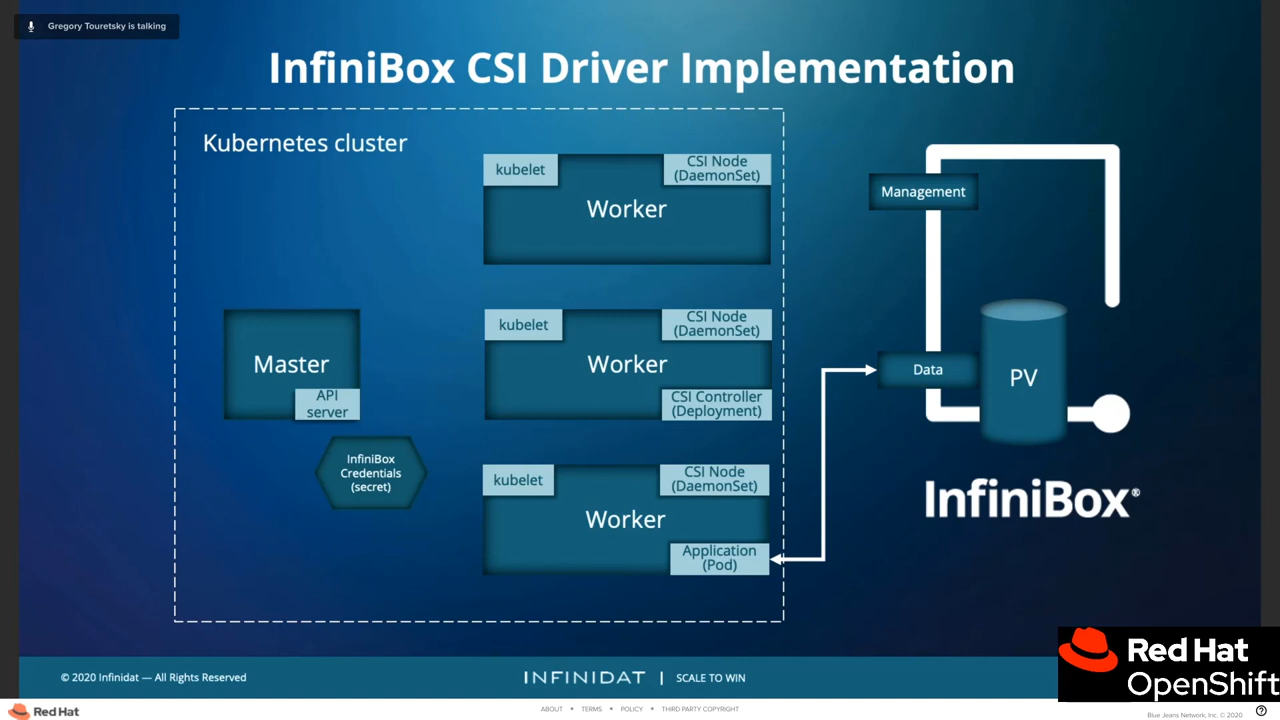 Gregory Touretsky is talking
InfiniBox CSI Driver Implementation
Kubernetes cluster
kubelet
CSI Node
(DaemonSet)
Worker
Management
kubelet
CSI Node
(DaemonSet)
Worker
CSI Controller
(Deployment)
Master
API
server
Data
PV
InfiniBox
Credentials
(secret)
kubelet
CSI Node
(DaemonSet)
Worker
Application
(Pod)
InfiniBox®
© 2020 Infinidat — All Rights Reserved
INFINIDAT | SCALE TO WIN
Red Hat
OpenShift
Red Hat
ABOUT • TERMS • POLICY • THIRD PARTY COPYRIGHT
Blue Jeans Network, Inc. © 2020